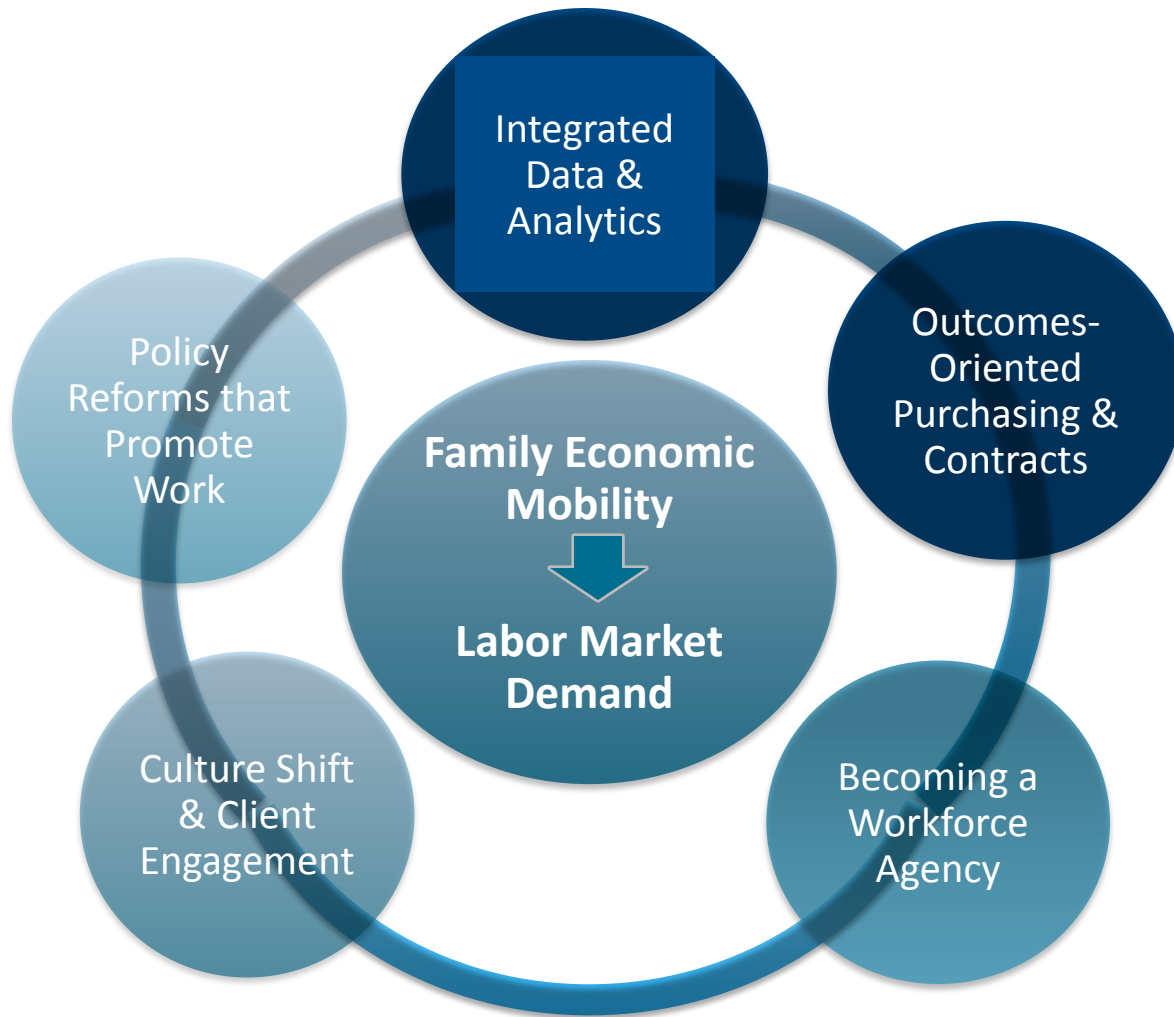 Integrated
Data &
Analytics
Outcomes-
Oriented
Purchasing &
Contracts
Becoming a
Workforce
Agency
Culture Shift
& Client
Engagement
Policy
Reforms that
Promote
Work
Family Economic
Mobility
Labor Market
Demand